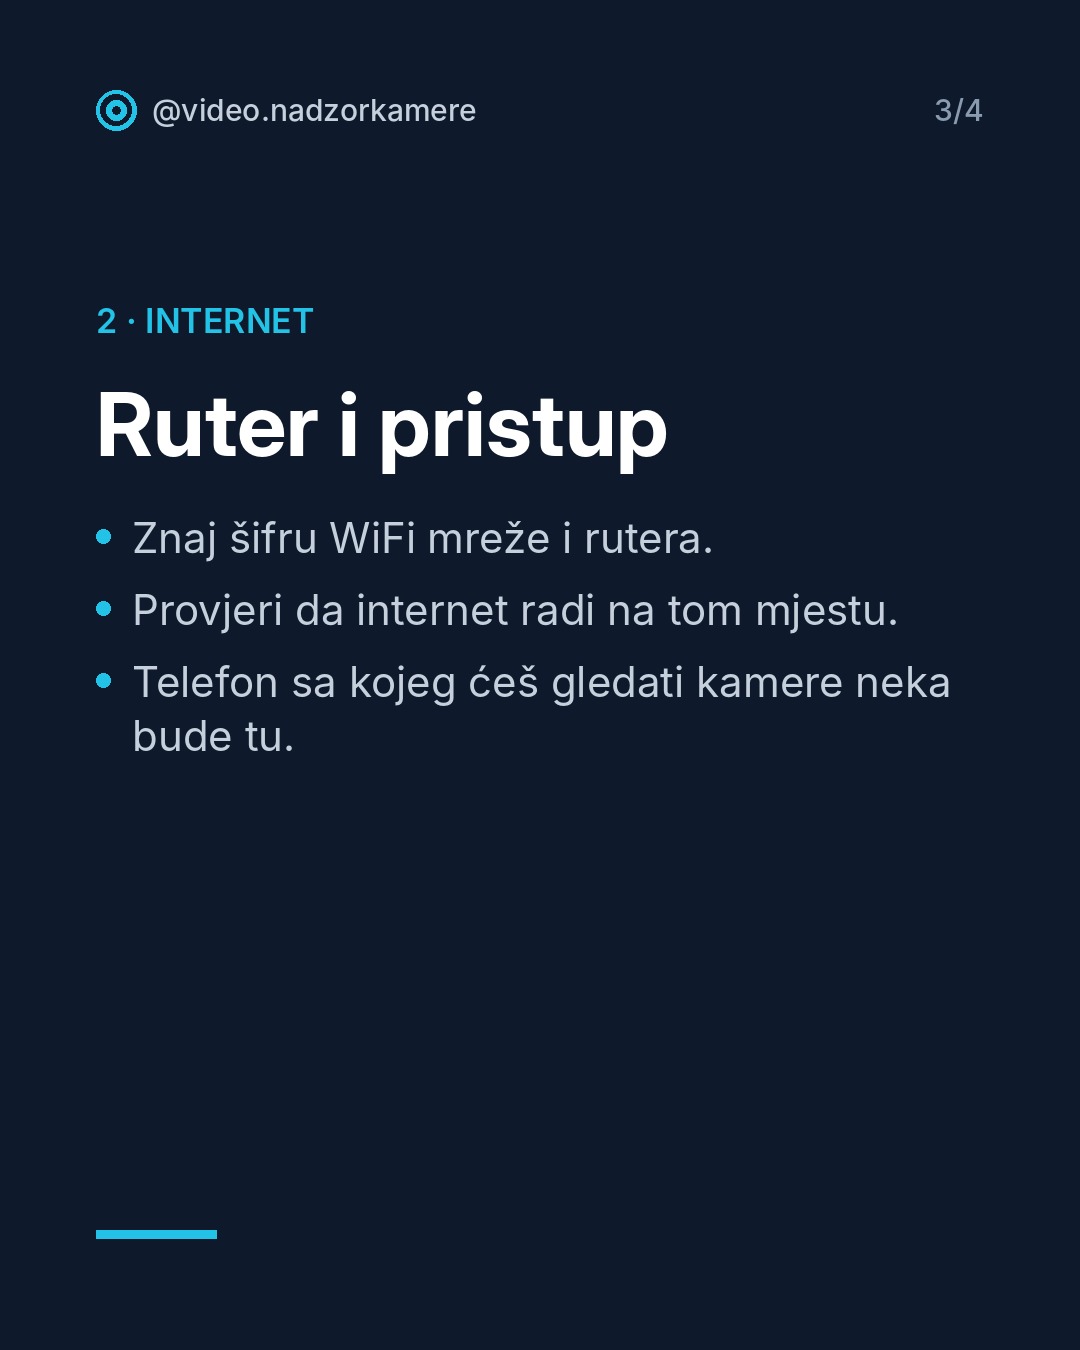 @video.nadzorkamere
3/4
2 · INTERNET
Ruter i pristup
• Znaj šifru WiFi mreže i rutera.
• Provjeri da internet radi na tom mjestu.
• Telefon sa kojeg ćeš gledati kamere neka
bude tu.